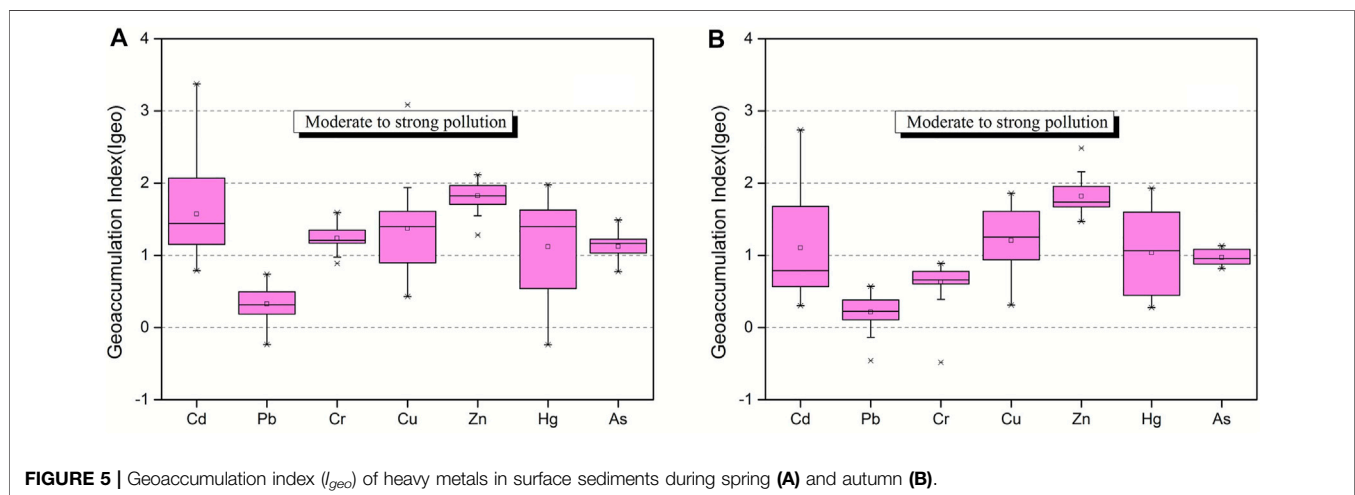 A
Geoaccumulation Index(Igeo)
4
3
2
1
0
-1
Moderate to strong pollution
Cd Pb Cr Cu Zn Hg As
B
Geoaccumulation Index(Igeo)
4
3
2
1
0
-1
Moderate to strong pollution
Cd Pb Cr Cu Zn Hg As
FIGURE 5 | Geoaccumulation index (Igeo) of heavy metals in surface sediments during spring (A) and autumn (B).